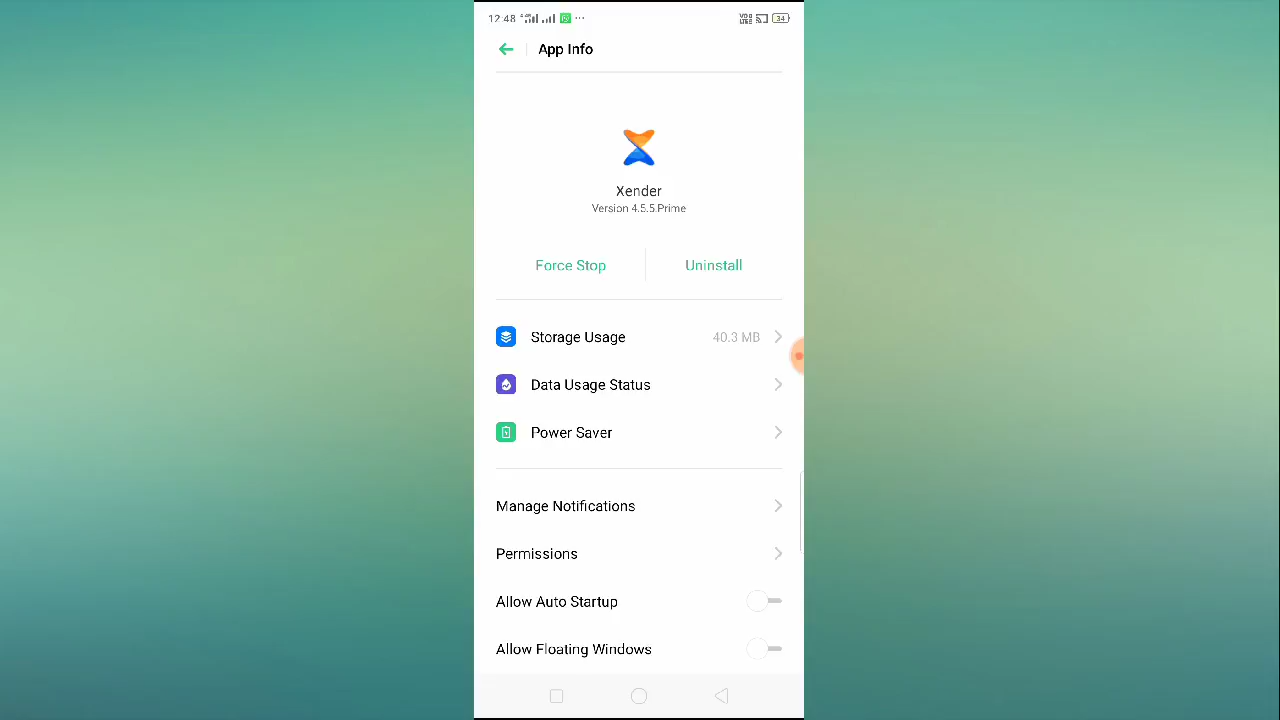 12:48
34
App Info
Xender
Version 4.5.5.Prime
Force Stop
Uninstall
Storage Usage 40.3 MB
Data Usage Status
Power Saver
Manage Notifications
Permissions
Allow Auto Startup
Allow Floating Windows